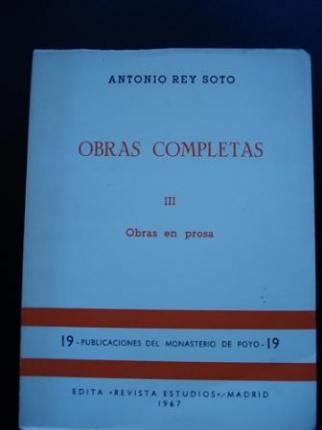 ANTONIO REY SOTO
OBRAS COMPLETAS
III
Obras en prosa
19 - PUBLICACIONES DEL MONASTERIO DE POYO - 19
EDITA «REVISTA ESTUDIOS».-MADRID
1967